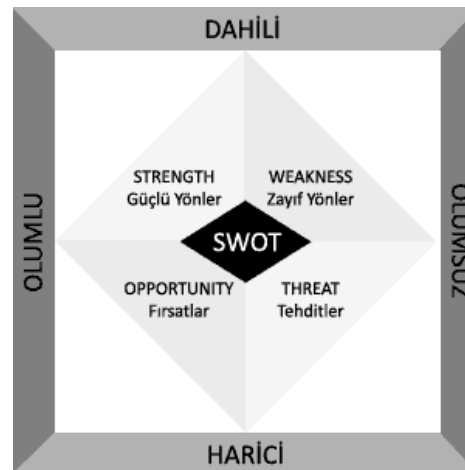 DAHİLİ
OLUMLU
STRENGTH
Güçlü Yönler
WEAKNESS
Zayıf Yönler
SWOT
OPPORTUNITY
Fırsatlar
THREAT
Tehditler
OLUMSUZ
HARİCİ